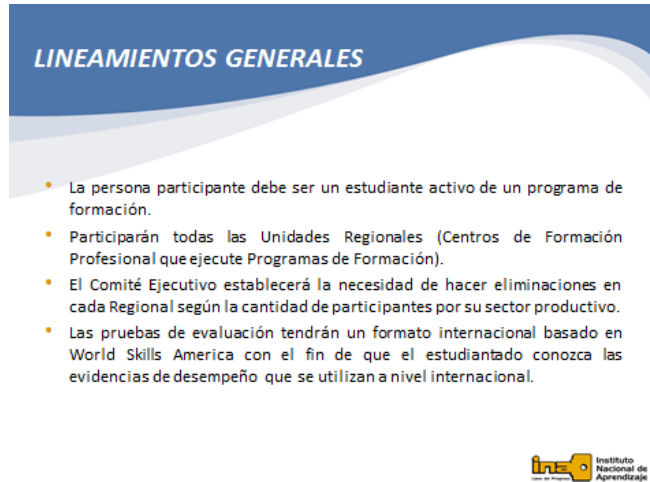 LINEAMIENTOS GENERALES
• La persona participante debe ser un estudiante activo de un programa de
formación.
• Participarán todas las Unidades Regionales (Centros de Formación
Profesional que ejecute Programas de Formación).
• El Comité Ejecutivo establecerá la necesidad de hacer eliminaciones en
cada Regional según la cantidad de participantes por su sector productivo.
• Las pruebas de evaluación tendrán un formato internacional basado en
World Skills America con el fin de que el estudiantado conozca las
evidencias de desempeño que se utilizan a nivel internacional.
ina
Llave del Progreso
Instituto
Nacional de
Aprendizaje